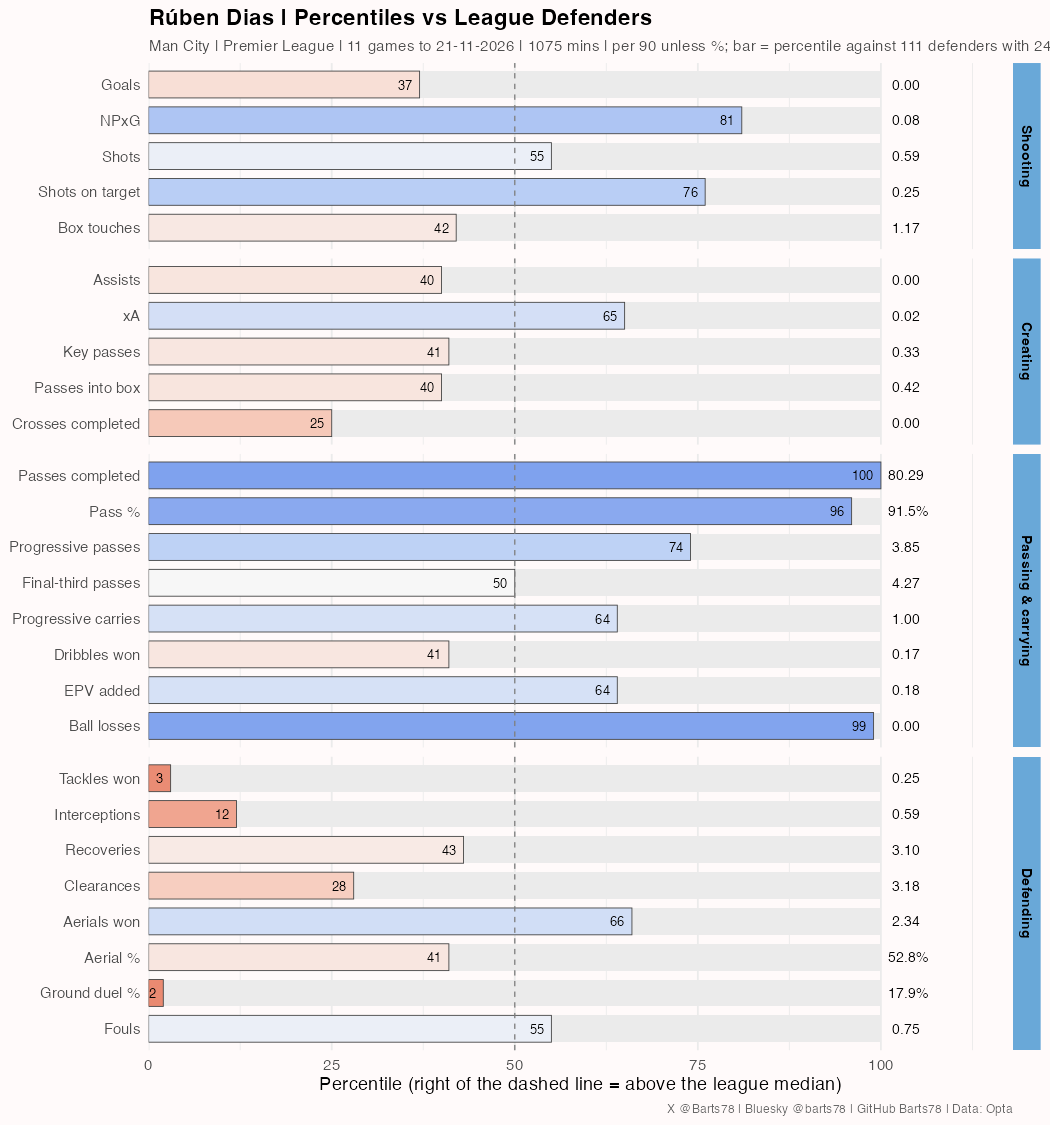 Rúben Dias | Percentiles vs League Defenders
Man City | Premier League | 11 games to 21-11-2026 | 1075 mins | per 90 unless %; bar = percentile against 111 defenders with 24
Shooting
Goals 37 0.00
NPxG 81 0.08
Shots 55 0.59
Shots on target 76 0.25
Box touches 42 1.17
Creating
Assists 40 0.00
xA 65 0.02
Key passes 41 0.33
Passes into box 40 0.42
Crosses completed 25 0.00
Passing & carrying
Passes completed 100 80.29
Pass % 96 91.5%
Progressive passes 74 3.85
Final-third passes 50 4.27
Progressive carries 64 1.00
Dribbles won 41 0.17
EPV added 64 0.18
Ball losses 99 0.00
Defending
Tackles won 3 0.25
Interceptions 12 0.59
Recoveries 43 3.10
Clearances 28 3.18
Aerials won 66 2.34
Aerial % 41 52.8%
Ground duel % 2 17.9%
Fouls 55 0.75
0 25 50 75 100
Percentile (right of the dashed line = above the league median)
X @Barts78 | Bluesky @barts78 | GitHub Barts78 | Data: Opta